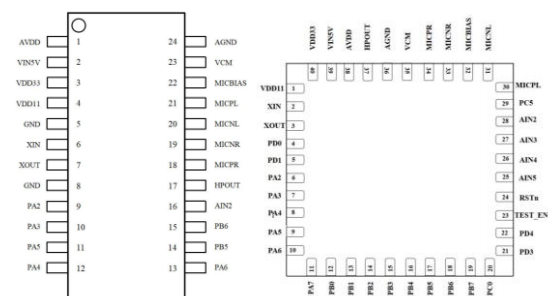 AVDD 1 24 AGND
VIN5V 2 23 VCM
VDD33 3 22 MICBIAS
VDD11 4 21 MICPL
GND 5 20 MICNL
XIN 6 19 MICNR
XOUT 7 18 MICPR
GND 8 17 HPOUT
PA2 9 16 AIN2
PA3 10 15 PB6
PA5 11 14 PB5
PA4 12 13 PA6
VDD33 VIN5V AVDD HPOUT AGND VCM MICPR MICNR MICBIAS MICNL
40 39 38 37 36 35 34 33 32 31
VDD11 1 30 MICPL
XIN 2 29 PC5
XOUT 3 28 AIN2
PD0 4 27 AIN3
PD1 5 26 AIN4
PA2 6 25 AIN5
PA3 7 24 RSTn
PA4 8 23 TEST_EN
PA5 9 22 PD4
PA6 10 21 PD3
11 12 13 14 15 16 17 18 19 20
PA7 PB0 PB1 PB2 PB3 PB4 PB5 PB6 PB7 PC0